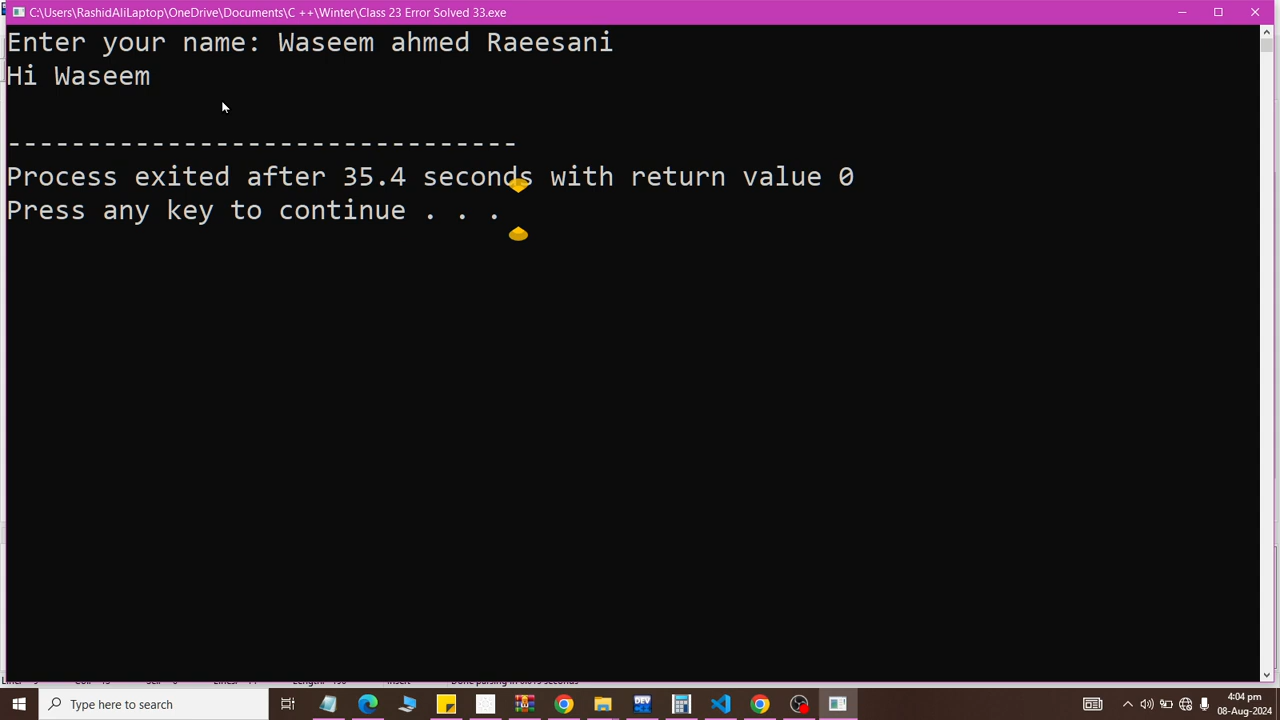 C:\Users\RashidAliLaptop\OneDrive\Documents\C ++\Winter\Class 23 Error Solved 33.exe
Enter your name: Waseem ahmed Raeesani
Hi Waseem
--------------------------------
Process exited after 35.4 seconds with return value 0
Press any key to continue . . .
Type here to search
DEV
4:04 pm
08-Aug-2024